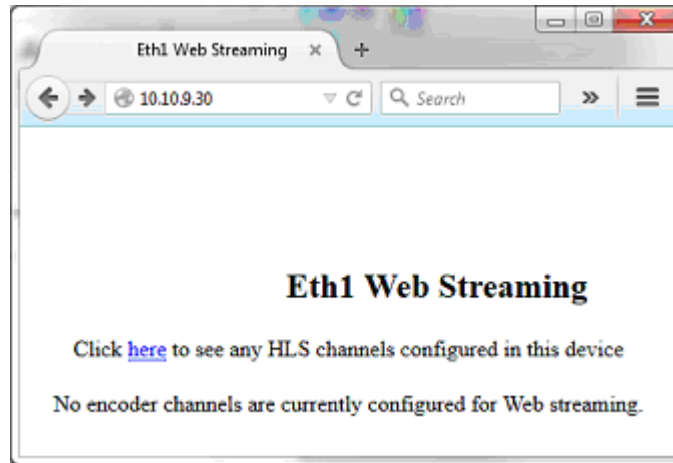 Eth1 Web Streaming
10.10.9.30
Search
Eth1 Web Streaming
Click here to see any HLS channels configured in this device
No encoder channels are currently configured for Web streaming.